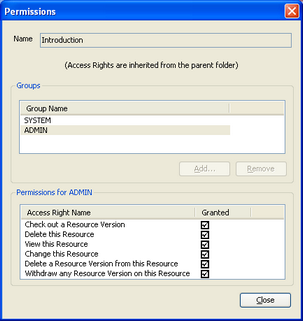 Permissions
Name Introduction
(Access Rights are inherited from the parent folder)
Groups
Group Name
SYSTEM
ADMIN
Add... Remove
Permissions for ADMIN
Access Right Name Granted
Check out a Resource Version
Delete this Resource
View this Resource
Change this Resource
Delete a Resource Version from this Resource
Withdraw any Resource Version on this Resource
Close